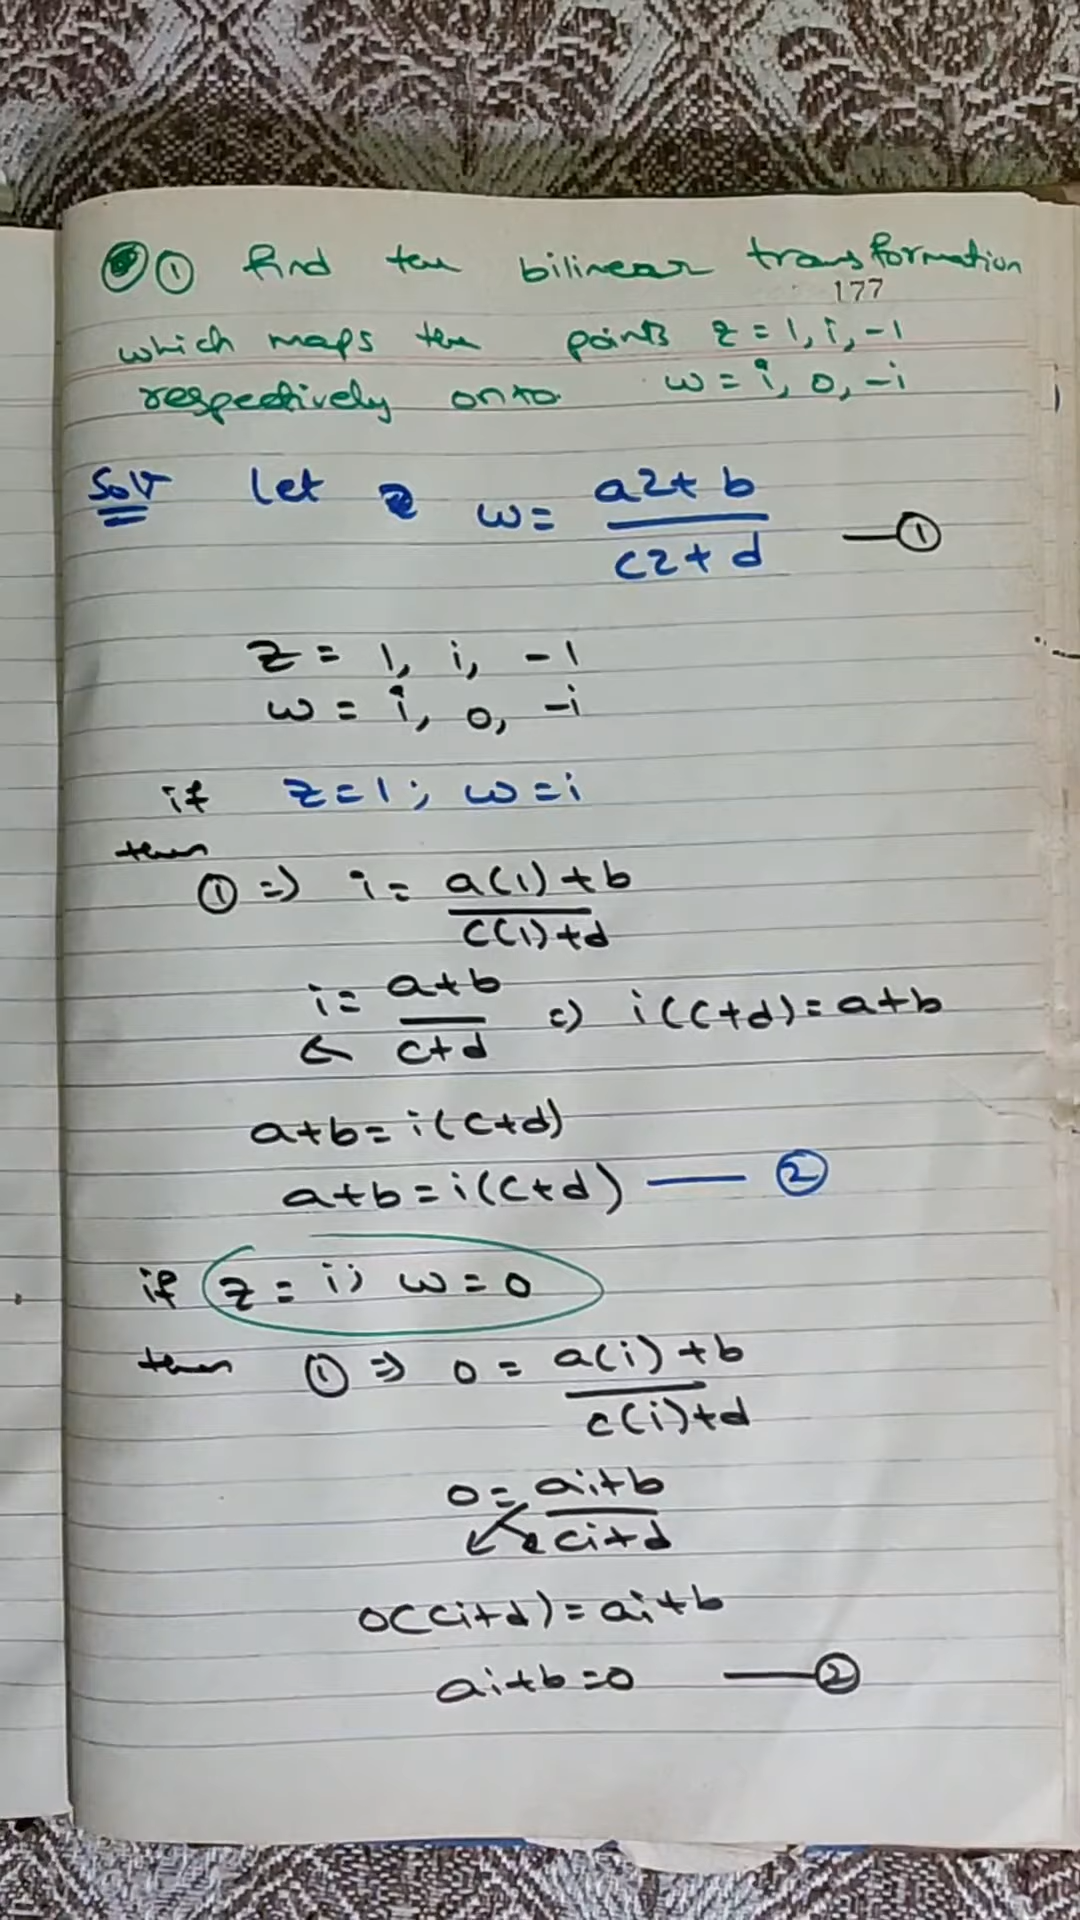 ① find the bilinear transformation
177
which maps the points z = 1, i, -1
respectively onto w = i, 0, -i
Solⁿ Let w = az + b / cz + d —①
z = 1, i, -1
w = i, 0, -i
if z = 1; w = i
then
① ⇒ i = a(1) + b / c(1) + d
i = a+b / c+d ⇒ i(c+d) = a+b
a+b = i(c+d)
a+b = i(c+d) — ②
if z = i; w = 0
then ① ⇒ 0 = a(i) + b / c(i) + d
0 = ai+b / ci+d
0(ci+d) = ai+b
ai+b = 0 — ②